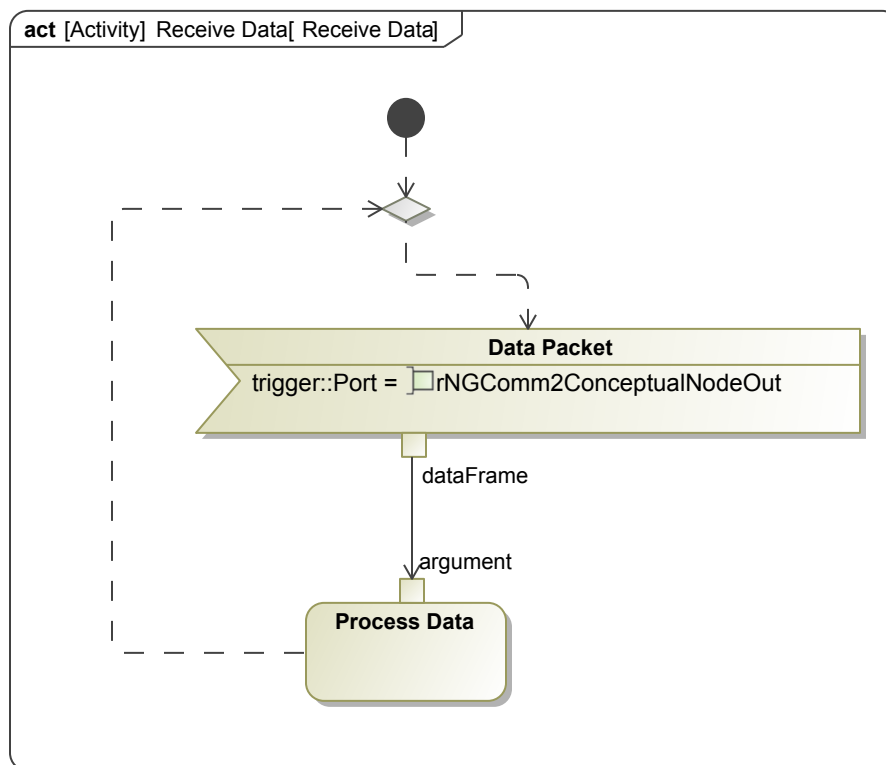 act [Activity] Receive Data[ Receive Data]
Data Packet
trigger::Port = rNGComm2ConceptualNodeOut
dataFrame
argument
Process Data